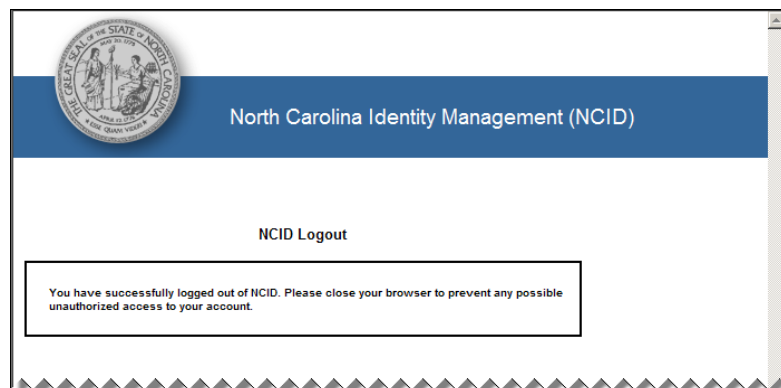 THE GREAT SEAL OF THE STATE OF NORTH CAROLINA
MAY 20, 1775
APRIL 12, 1776
ESSE QUAM VIDERI
North Carolina Identity Management (NCID)
NCID Logout
You have successfully logged out of NCID. Please close your browser to prevent any possible
unauthorized access to your account.